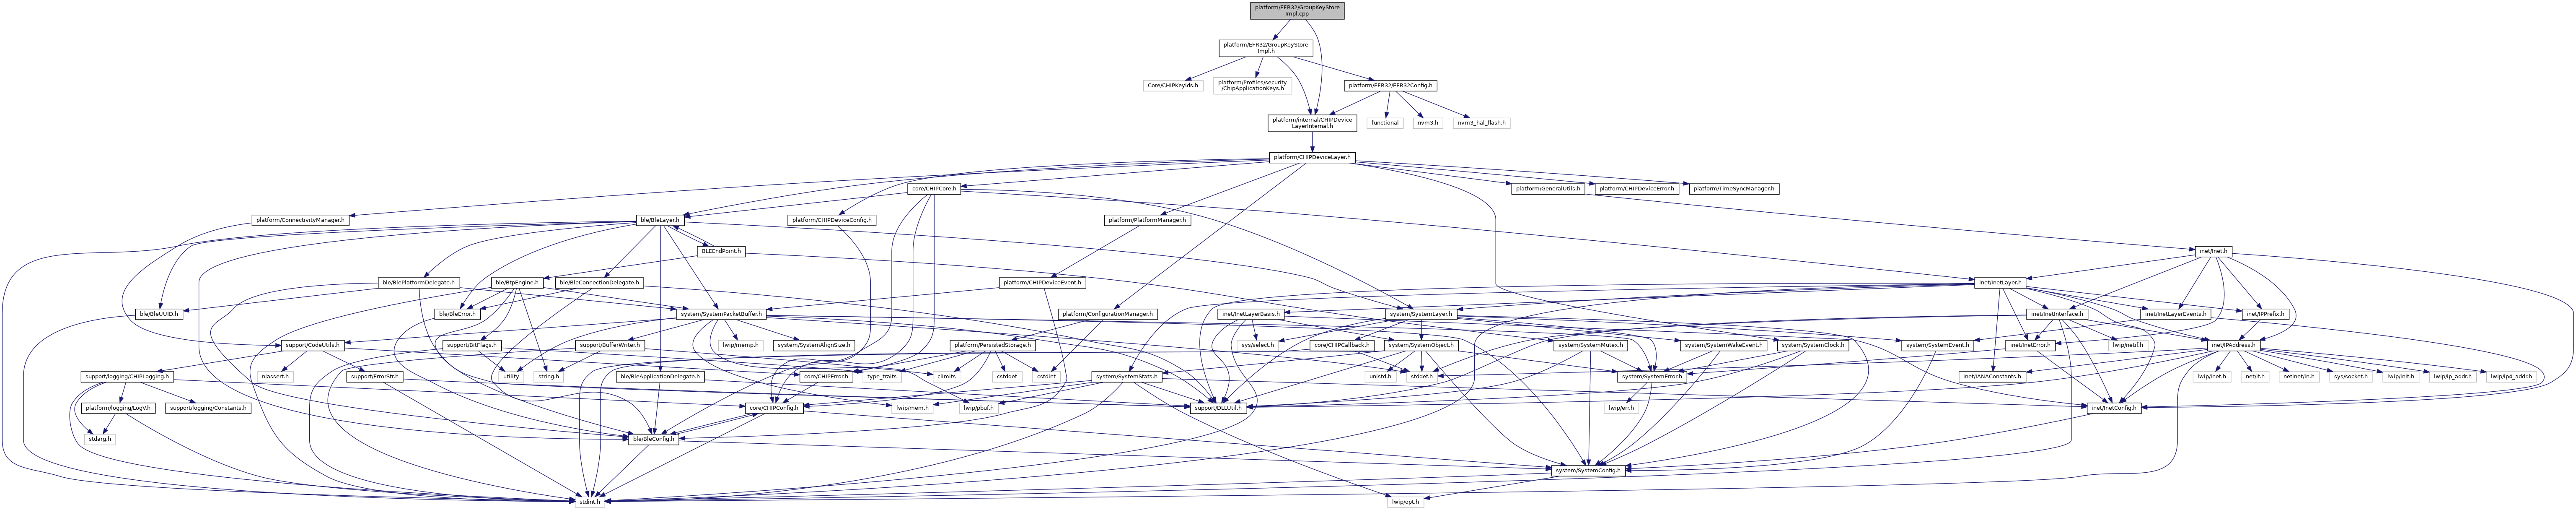 platform/EFR32/GroupKeyStore
Impl.cpp
platform/EFR32/GroupKeyStore
Impl.h
Core/CHIPKeyIds.h
platform/Profiles/security
/ChipApplicationKeys.h
platform/EFR32/EFR32Config.h
platform/internal/CHIPDevice
LayerInternal.h
functional
nvm3.h
nvm3_hal_flash.h
platform/CHIPDeviceLayer.h
core/CHIPCore.h
platform/GeneralUtils.h
platform/CHIPDeviceError.h
platform/TimeSyncManager.h
platform/ConnectivityManager.h
ble/BleLayer.h
platform/CHIPDeviceConfig.h
platform/PlatformManager.h
BLEEndPoint.h
inet/Inet.h
ble/BlePlatformDelegate.h
ble/BtpEngine.h
ble/BleConnectionDelegate.h
platform/CHIPDeviceEvent.h
inet/InetLayer.h
ble/BleUUID.h
ble/BleError.h
system/SystemPacketBuffer.h
platform/ConfigurationManager.h
inet/InetLayerBasis.h
system/SystemLayer.h
inet/InetInterface.h
inet/InetLayerEvents.h
inet/IPPrefix.h
support/CodeUtils.h
support/BitFlags.h
support/BufferWriter.h
lwip/memp.h
system/SystemAlignSize.h
platform/PersistedStorage.h
sys/select.h
core/CHIPCallback.h
system/SystemObject.h
system/SystemMutex.h
system/SystemWakeEvent.h
system/SystemClock.h
system/SystemEvent.h
inet/InetError.h
lwip/netif.h
inet/IPAddress.h
support/logging/CHIPLogging.h
nlassert.h
support/ErrorStr.h
utility
string.h
ble/BleApplicationDelegate.h
core/CHIPError.h
type_traits
climits
cstddef
cstdint
system/SystemStats.h
unistd.h
stddef.h
system/SystemError.h
inet/IANAConstants.h
lwip/inet.h
net/if.h
netinet/in.h
sys/socket.h
lwip/init.h
lwip/ip_addr.h
lwip/ip4_addr.h
platform/logging/LogV.h
support/logging/Constants.h
core/CHIPConfig.h
lwip/mem.h
lwip/pbuf.h
support/DLLUtil.h
lwip/err.h
inet/InetConfig.h
stdarg.h
ble/BleConfig.h
system/SystemConfig.h
stdint.h
lwip/opt.h